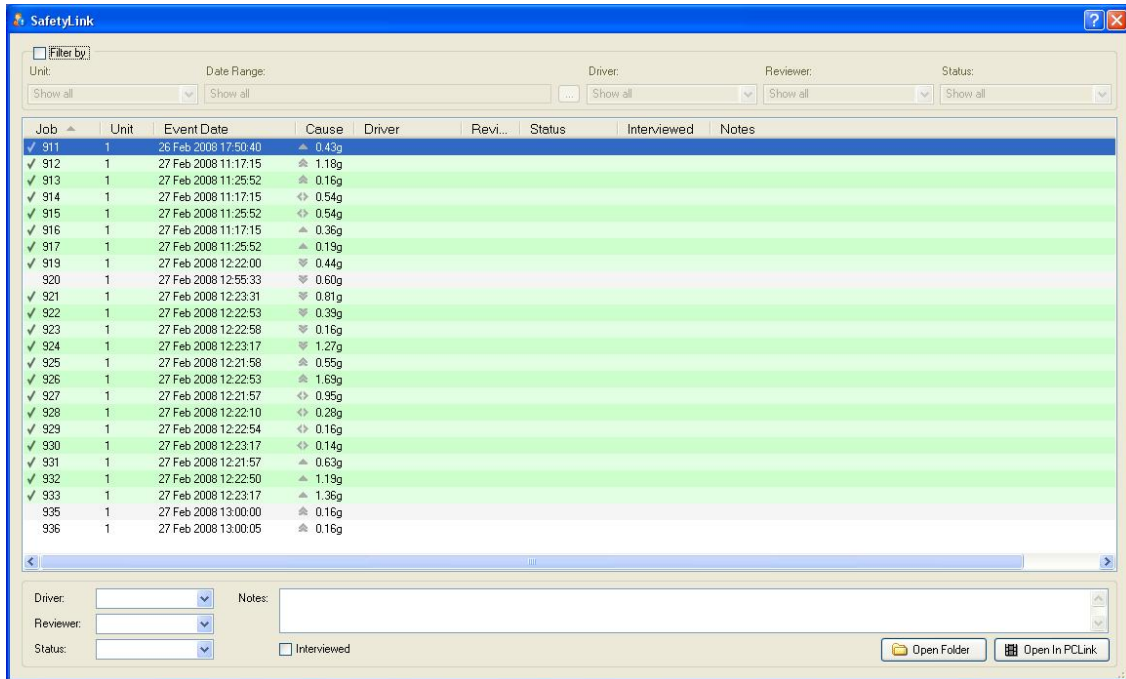 SafetyLink
Filter by
Unit: Date Range: Driver: Reviewer: Status:
Show all Show all ... Show all Show all Show all
Job Unit Event Date Cause Driver Revi... Status Interviewed Notes
911 1 26 Feb 2008 17:50:40 0.43g
912 1 27 Feb 2008 11:17:15 1.18g
913 1 27 Feb 2008 11:25:52 0.16g
914 1 27 Feb 2008 11:17:15 0.54g
915 1 27 Feb 2008 11:25:52 0.54g
916 1 27 Feb 2008 11:17:15 0.36g
917 1 27 Feb 2008 11:25:52 0.19g
919 1 27 Feb 2008 12:22:00 0.44g
920 1 27 Feb 2008 12:55:33 0.60g
921 1 27 Feb 2008 12:23:31 0.81g
922 1 27 Feb 2008 12:22:53 0.39g
923 1 27 Feb 2008 12:22:58 0.16g
924 1 27 Feb 2008 12:23:17 1.27g
925 1 27 Feb 2008 12:21:58 0.55g
926 1 27 Feb 2008 12:22:53 1.69g
927 1 27 Feb 2008 12:21:57 0.95g
928 1 27 Feb 2008 12:22:10 0.28g
929 1 27 Feb 2008 12:22:54 0.16g
930 1 27 Feb 2008 12:23:17 0.14g
931 1 27 Feb 2008 12:21:57 0.63g
932 1 27 Feb 2008 12:22:50 1.19g
933 1 27 Feb 2008 12:23:17 1.36g
935 1 27 Feb 2008 13:00:00 0.16g
936 1 27 Feb 2008 13:00:05 0.16g
Driver: Notes:
Reviewer:
Status: Interviewed Open Folder Open In PCLink